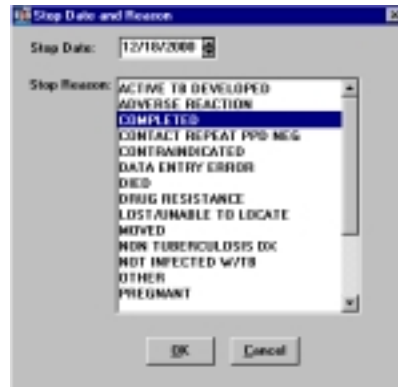 Stop Date and Reason
Stop Date: 12/18/2000
Stop Reason:
ACTIVE TB DEVELOPED
ADVERSE REACTION
COMPLETED
CONTACT REPEAT PPD NEG
CONTRAINDICATED
DATA ENTRY ERROR
DIED
DRUG RESISTANCE
LOST/UNABLE TO LOCATE
MOVED
NON TUBERCULOSIS DX
NOT INFECTED W/TB
OTHER
PREGNANT
OK Cancel